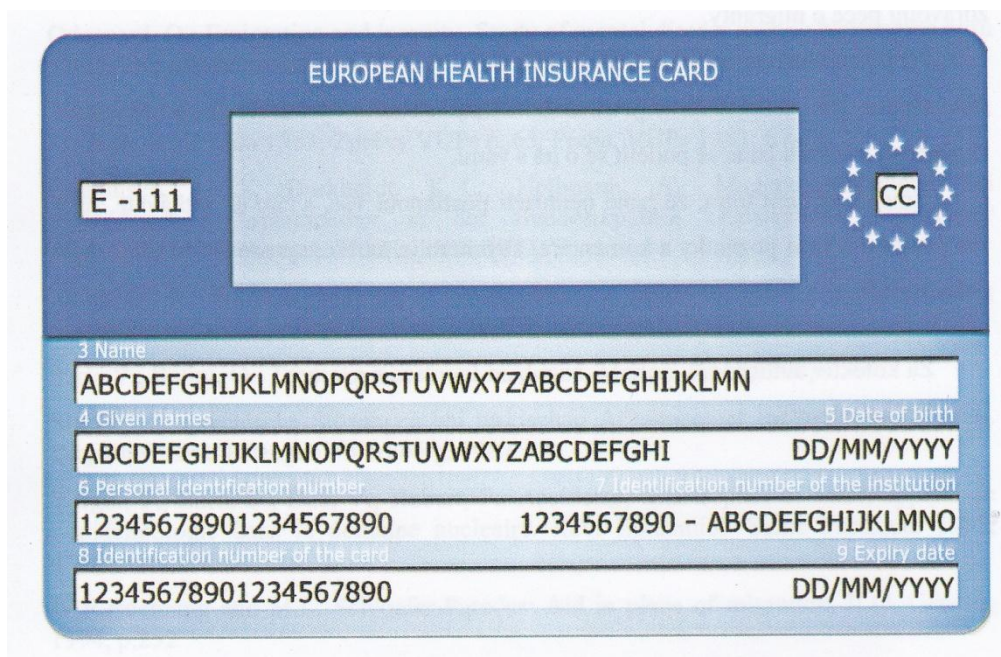 EUROPEAN HEALTH INSURANCE CARD
E -111
CC
3 Name
ABCDEFGHIJKLMNOPQRSTUVWXYZABCDEFGHIJKLMN
4 Given names 5 Date of birth
ABCDEFGHIJKLMNOPQRSTUVWXYZABCDEFGHI DD/MM/YYYY
6 Personal identification number 7 Identification number of the institution
12345678901234567890 1234567890 - ABCDEFGHIJKLMNO
8 Identification number of the card 9 Expiry date
12345678901234567890 DD/MM/YYYY